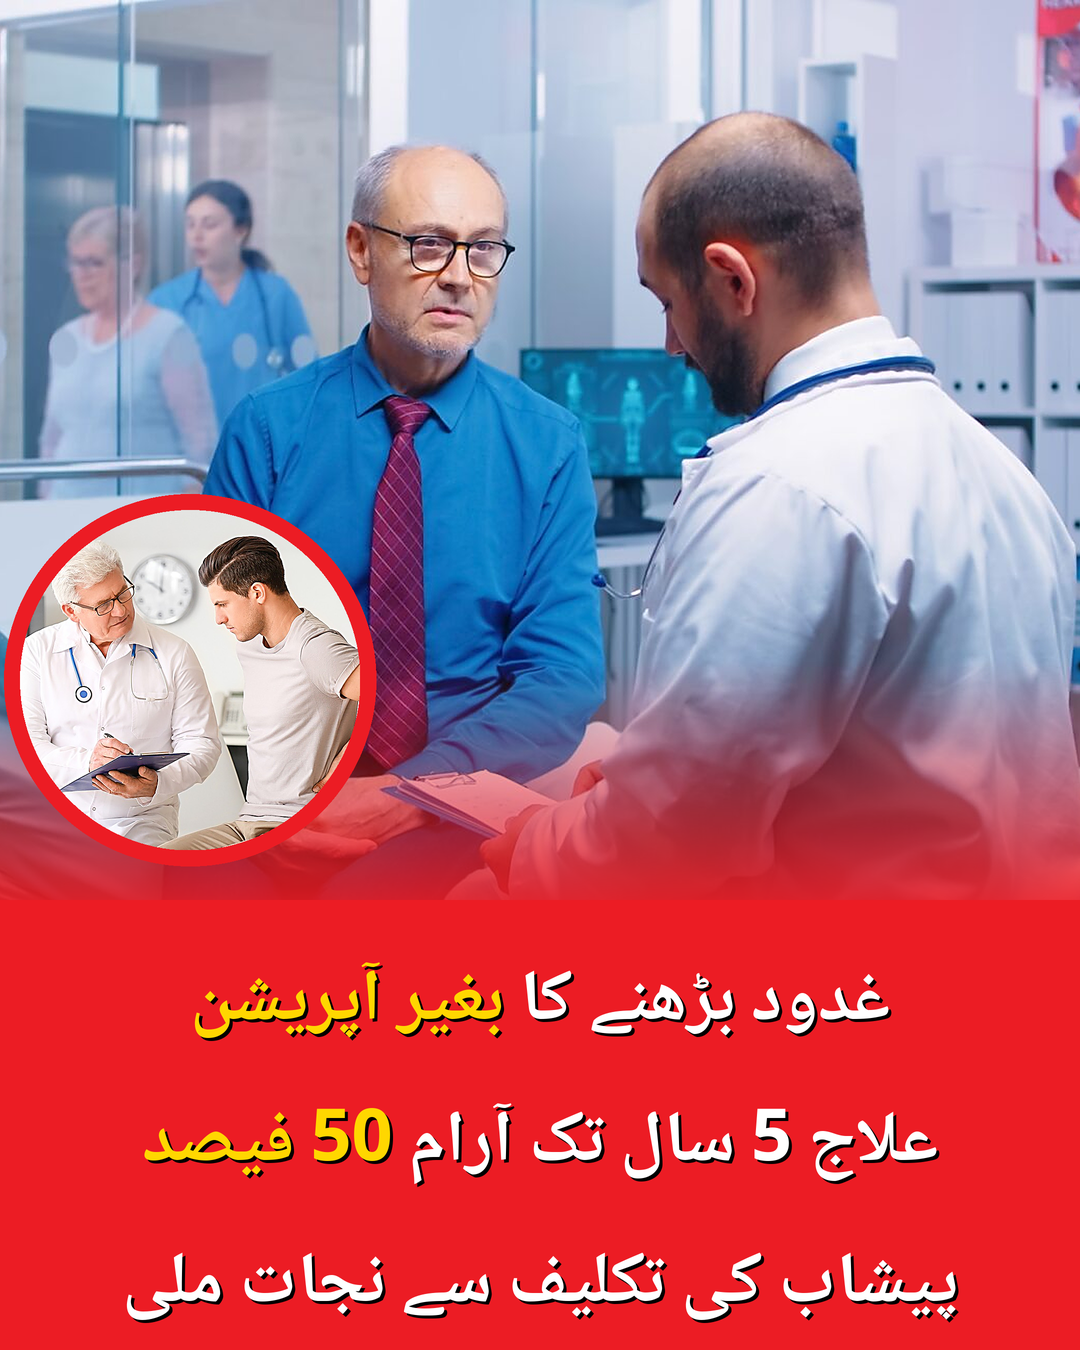 غدود بڑھنے کا بغیر آپریشن
علاج 5 سال تک آرام 50 فیصد
پیشاب کی تکلیف سے نجات ملی